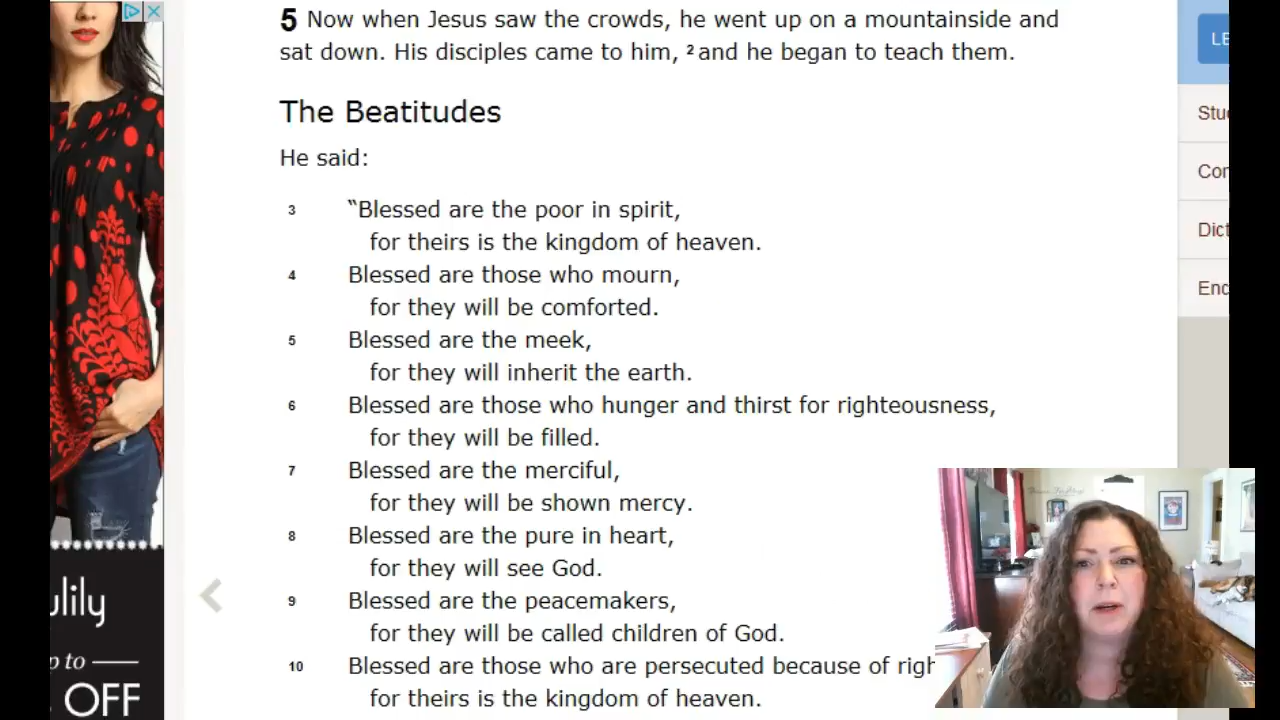 5 Now when Jesus saw the crowds, he went up on a mountainside and
sat down. His disciples came to him, 2 and he began to teach them.
The Beatitudes
He said:
3 “Blessed are the poor in spirit,
for theirs is the kingdom of heaven.
4 Blessed are those who mourn,
for they will be comforted.
5 Blessed are the meek,
for they will inherit the earth.
6 Blessed are those who hunger and thirst for righteousness,
for they will be filled.
7 Blessed are the merciful,
for they will be shown mercy.
8 Blessed are the pure in heart,
for they will see God.
9 Blessed are the peacemakers,
for they will be called children of God.
10 Blessed are those who are persecuted because of righ
for theirs is the kingdom of heaven.
LE
Stu
Con
Dict
Enc
ulily
p to
OFF